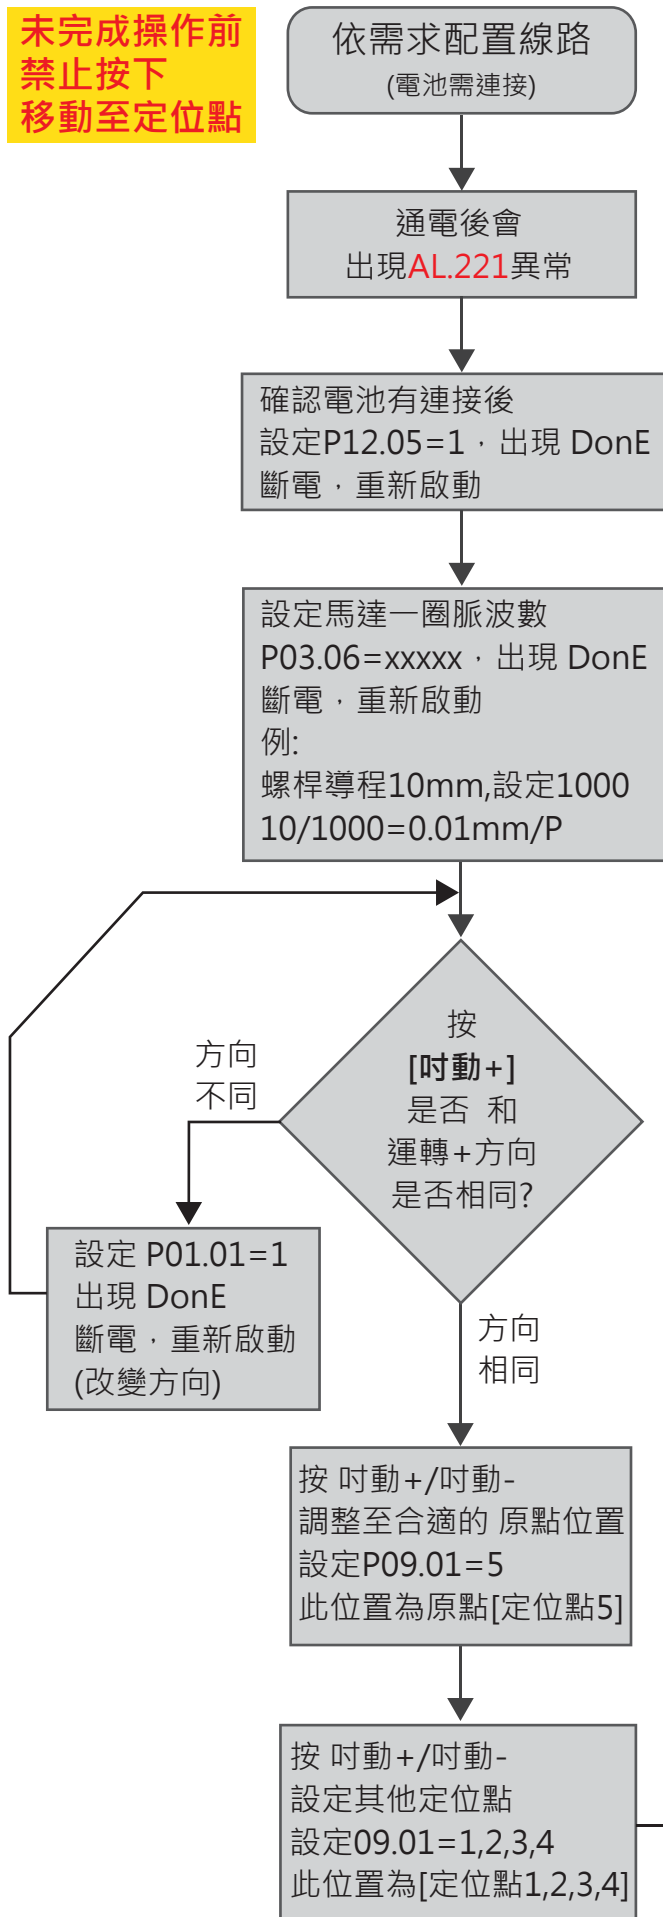 未完成操作前
禁止按下
移動至定位點
依需求配置線路
(電池需連接)
通電後會
出現AL.221異常
確認電池有連接後
設定P12.05=1，出現 DonE
斷電，重新啟動
設定馬達一圈脈波數
P03.06=xxxxx，出現 DonE
斷電，重新啟動
例:
螺桿導程10mm,設定1000
10/1000=0.01mm/P
按
[吋動+]
是否 和
運轉+方向
是否相同?
方向
不同
設定 P01.01=1
出現 DonE
斷電，重新啟動
(改變方向)
方向
相同
按 吋動+/吋動-
調整至合適的 原點位置
設定P09.01=5
此位置為原點[定位點5]
按 吋動+/吋動-
設定其他定位點
設定09.01=1,2,3,4
此位置為[定位點1,2,3,4]